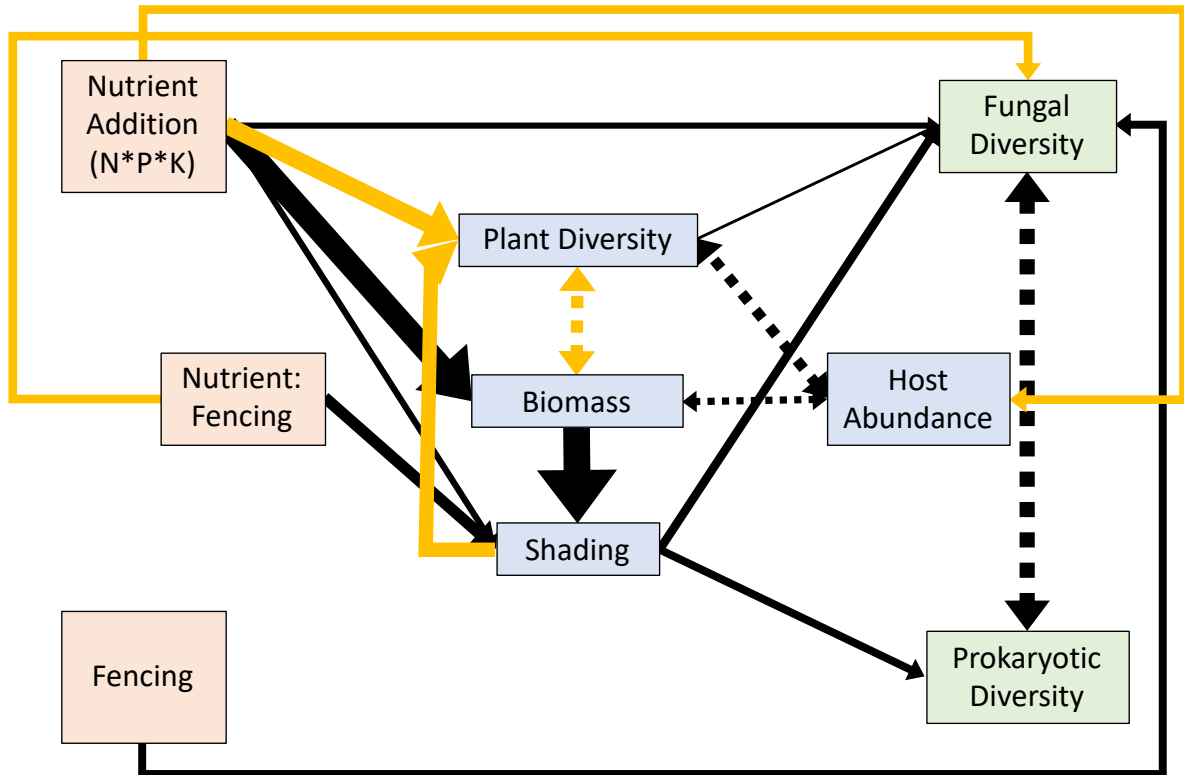 Nutrient
Addition
(N*P*K)
Fungal
Diversity
Plant Diversity
Nutrient:
Fencing
Biomass
Host
Abundance
Shading
Fencing
Prokaryotic
Diversity